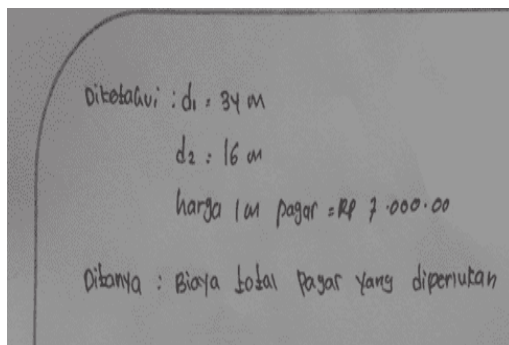 Diketahui : d1 = 34 m
d2 : 16 m
harga 1 m pagar = Rp 7.000.00
Ditanya : Biaya total pagar yang diperlukan